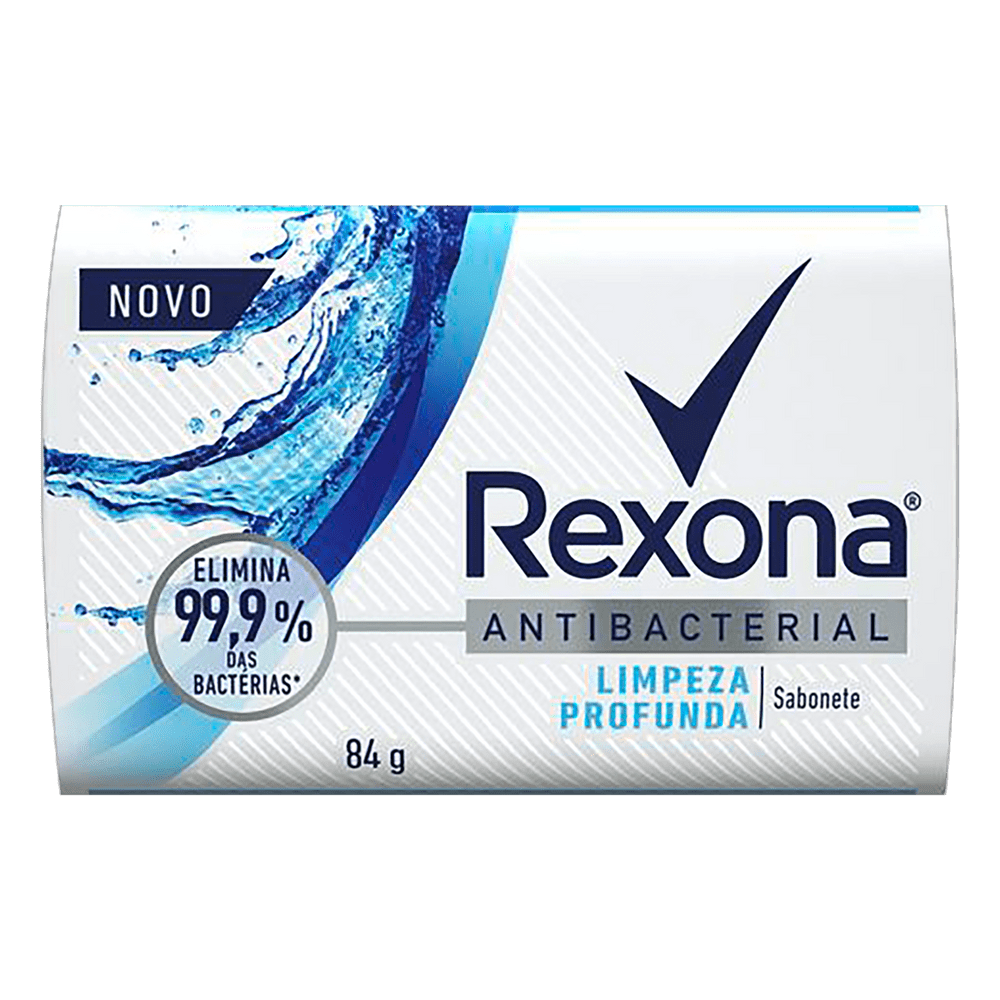 NOVO
Rexona®
ANTIBACTERIAL
LIMPEZA
PROFUNDA
Sabonete
ELIMINA
99,9%
DAS
BACTÉRIAS*
84 g